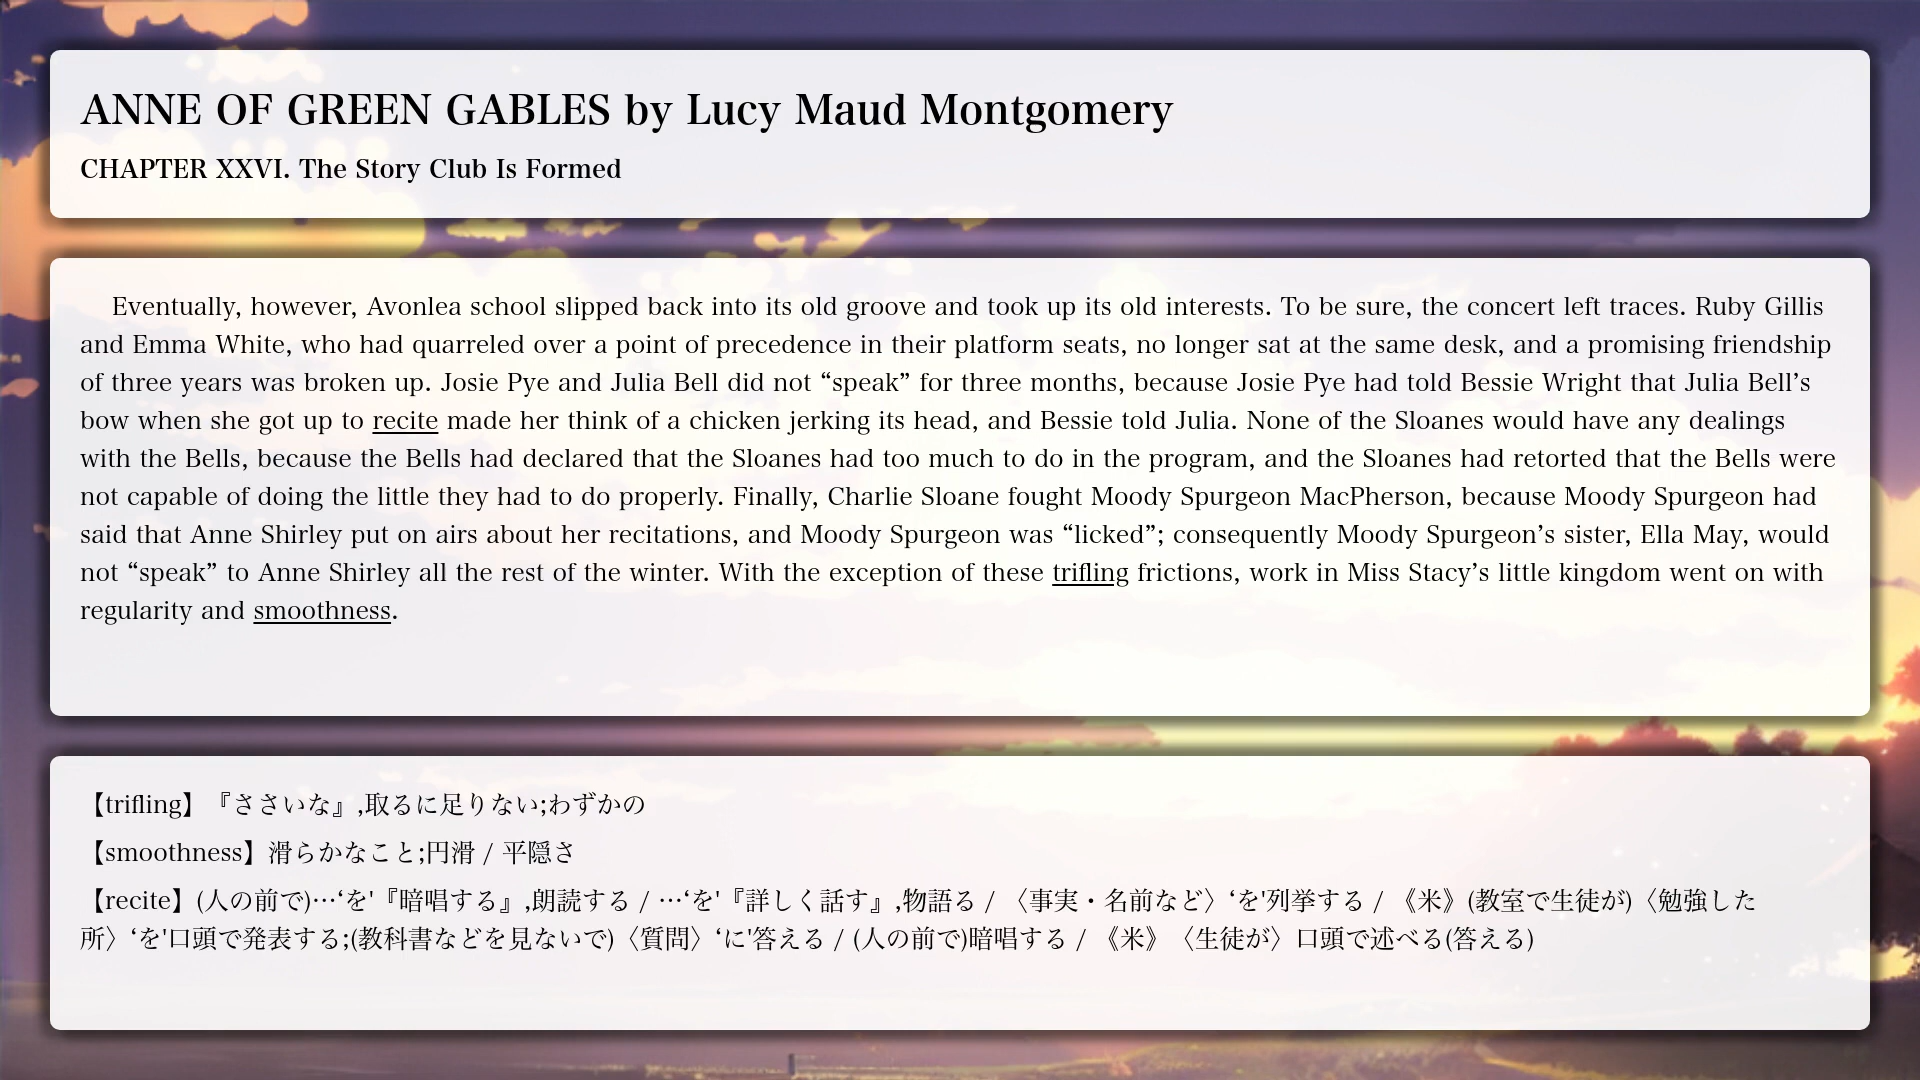 ANNE OF GREEN GABLES by Lucy Maud Montgomery
CHAPTER XXVI. The Story Club Is Formed
Eventually, however, Avonlea school slipped back into its old groove and took up its old interests. To be sure, the concert left traces. Ruby Gillis
and Emma White, who had quarreled over a point of precedence in their platform seats, no longer sat at the same desk, and a promising friendship
of three years was broken up. Josie Pye and Julia Bell did not “speak” for three months, because Josie Pye had told Bessie Wright that Julia Bell’s
bow when she got up to recite made her think of a chicken jerking its head, and Bessie told Julia. None of the Sloanes would have any dealings
with the Bells, because the Bells had declared that the Sloanes had too much to do in the program, and the Sloanes had retorted that the Bells were
not capable of doing the little they had to do properly. Finally, Charlie Sloane fought Moody Spurgeon MacPherson, because Moody Spurgeon had
said that Anne Shirley put on airs about her recitations, and Moody Spurgeon was “licked”; consequently Moody Spurgeon’s sister, Ella May, would
not “speak” to Anne Shirley all the rest of the winter. With the exception of these trifling frictions, work in Miss Stacy’s little kingdom went on with
regularity and smoothness.
【trifling】『ささいな』,取るに足りない;わずかの
【smoothness】滑らかなこと;円滑 / 平隠さ
【recite】(人の前で)…‘を'『暗唱する』,朗読する / …‘を'『詳しく話す』,物語る / 〈事実・名前など〉‘を'列挙する / 《米》(教室で生徒が)〈勉強した
所〉‘を'口頭で発表する;(教科書などを見ないで)〈質問〉‘に'答える / (人の前で)暗唱する / 《米》〈生徒が〉口頭で述べる(答える)